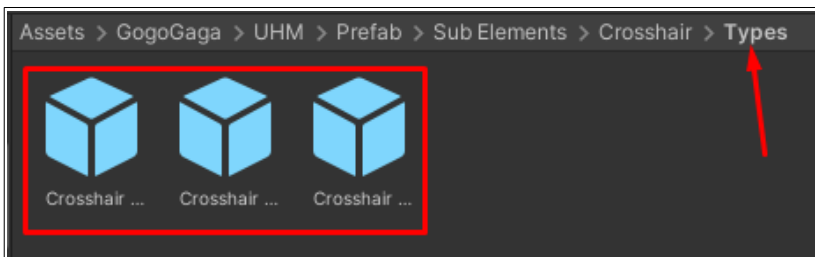 Assets > GogoGaga > UHM > Prefab > Sub Elements > Crosshair > Types
Crosshair ... Crosshair ... Crosshair ...